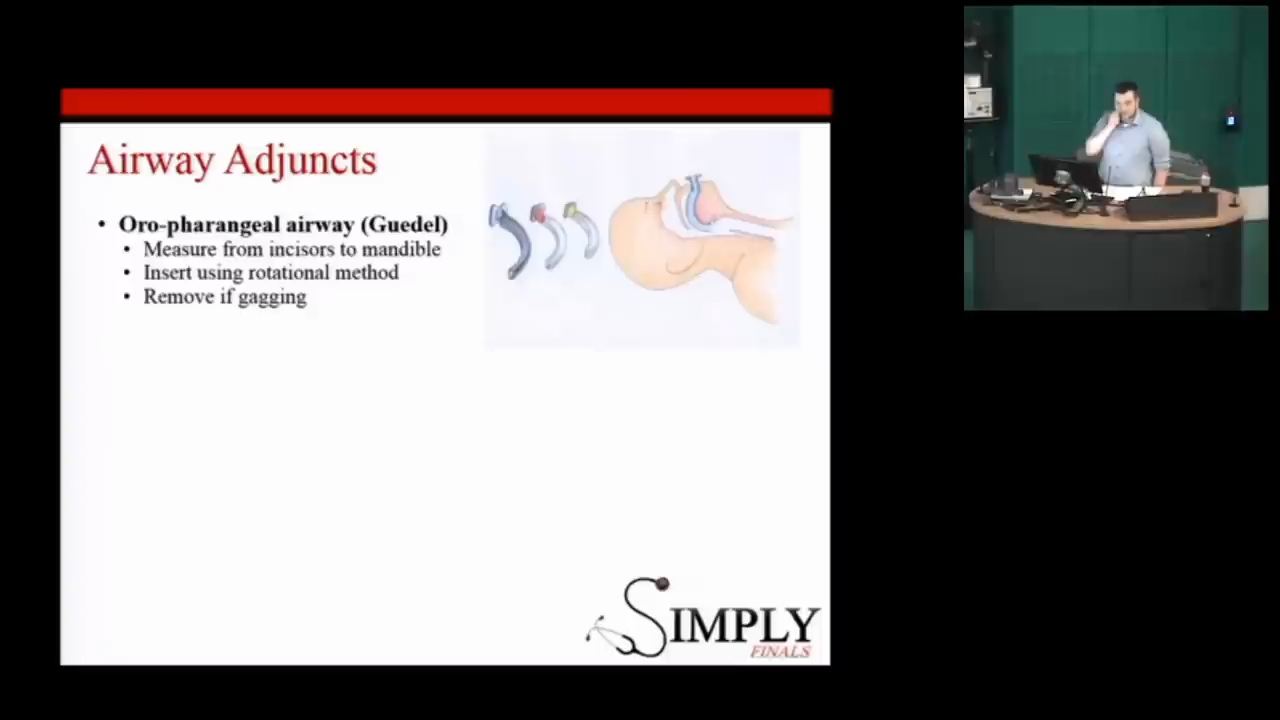 Airway Adjuncts
• Oro-pharangeal airway (Guedel)
• Measure from incisors to mandible
• Insert using rotational method
• Remove if gagging
SIMPLY
FINALS